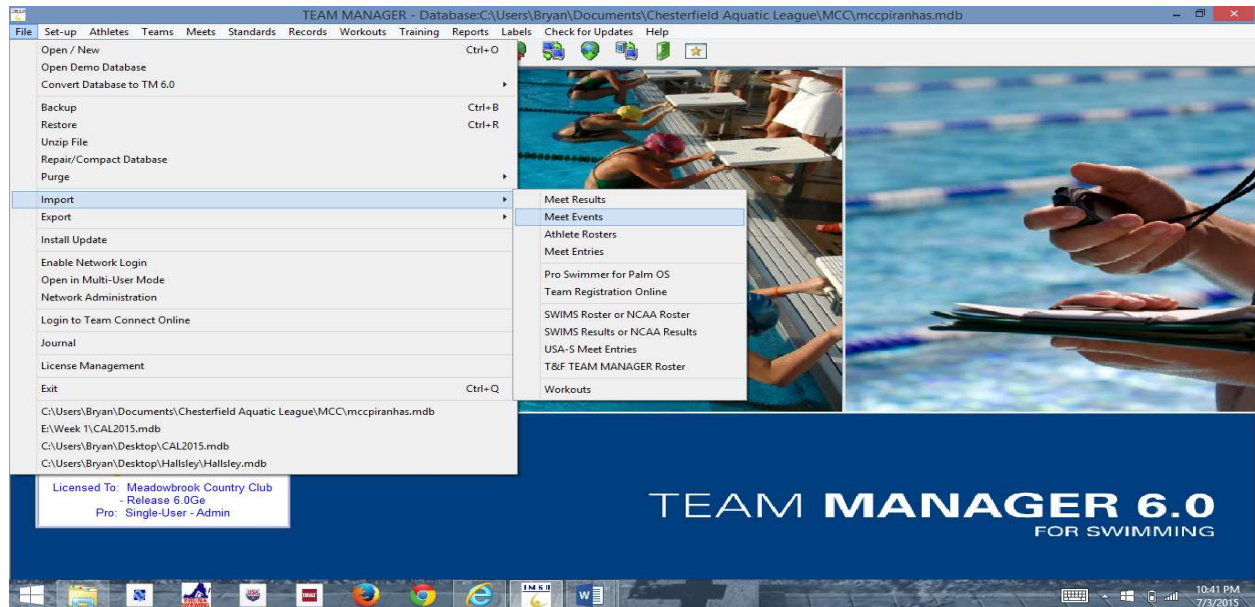 TEAM MANAGER - Database:C:\Users\Bryan\Documents\Chesterfield Aquatic League\MCC\mccpiranhas.mdb
File Set-up Athletes Teams Meets Standards Records Workouts Training Reports Labels Check for Updates Help
Open / New Ctrl+O
Open Demo Database
Convert Database to TM 6.0
Backup Ctrl+B
Restore Ctrl+R
Unzip File
Repair/Compact Database
Purge
Import
Export
Install Update
Enable Network Login
Open in Multi-User Mode
Network Administration
Login to Team Connect Online
Journal
License Management
Exit Ctrl+Q
C:\Users\Bryan\Documents\Chesterfield Aquatic League\MCC\mccpiranhas.mdb
E:\Week 1\CAL2015.mdb
C:\Users\Bryan\Desktop\CAL2015.mdb
C:\Users\Bryan\Desktop\Hallsley\Hallsley.mdb
Meet Results
Meet Events
Athlete Rosters
Meet Entries
Pro Swimmer for Palm OS
Team Registration Online
SWIMS Roster or NCAA Roster
SWIMS Results or NCAA Results
USA-S Meet Entries
T&F TEAM MANAGER Roster
Workouts
Licensed To: Meadowbrook Country Club
- Release 6.0Ge
Pro: Single-User - Admin
TEAM MANAGER 6.0
FOR SWIMMING
10:41 PM
7/3/2015